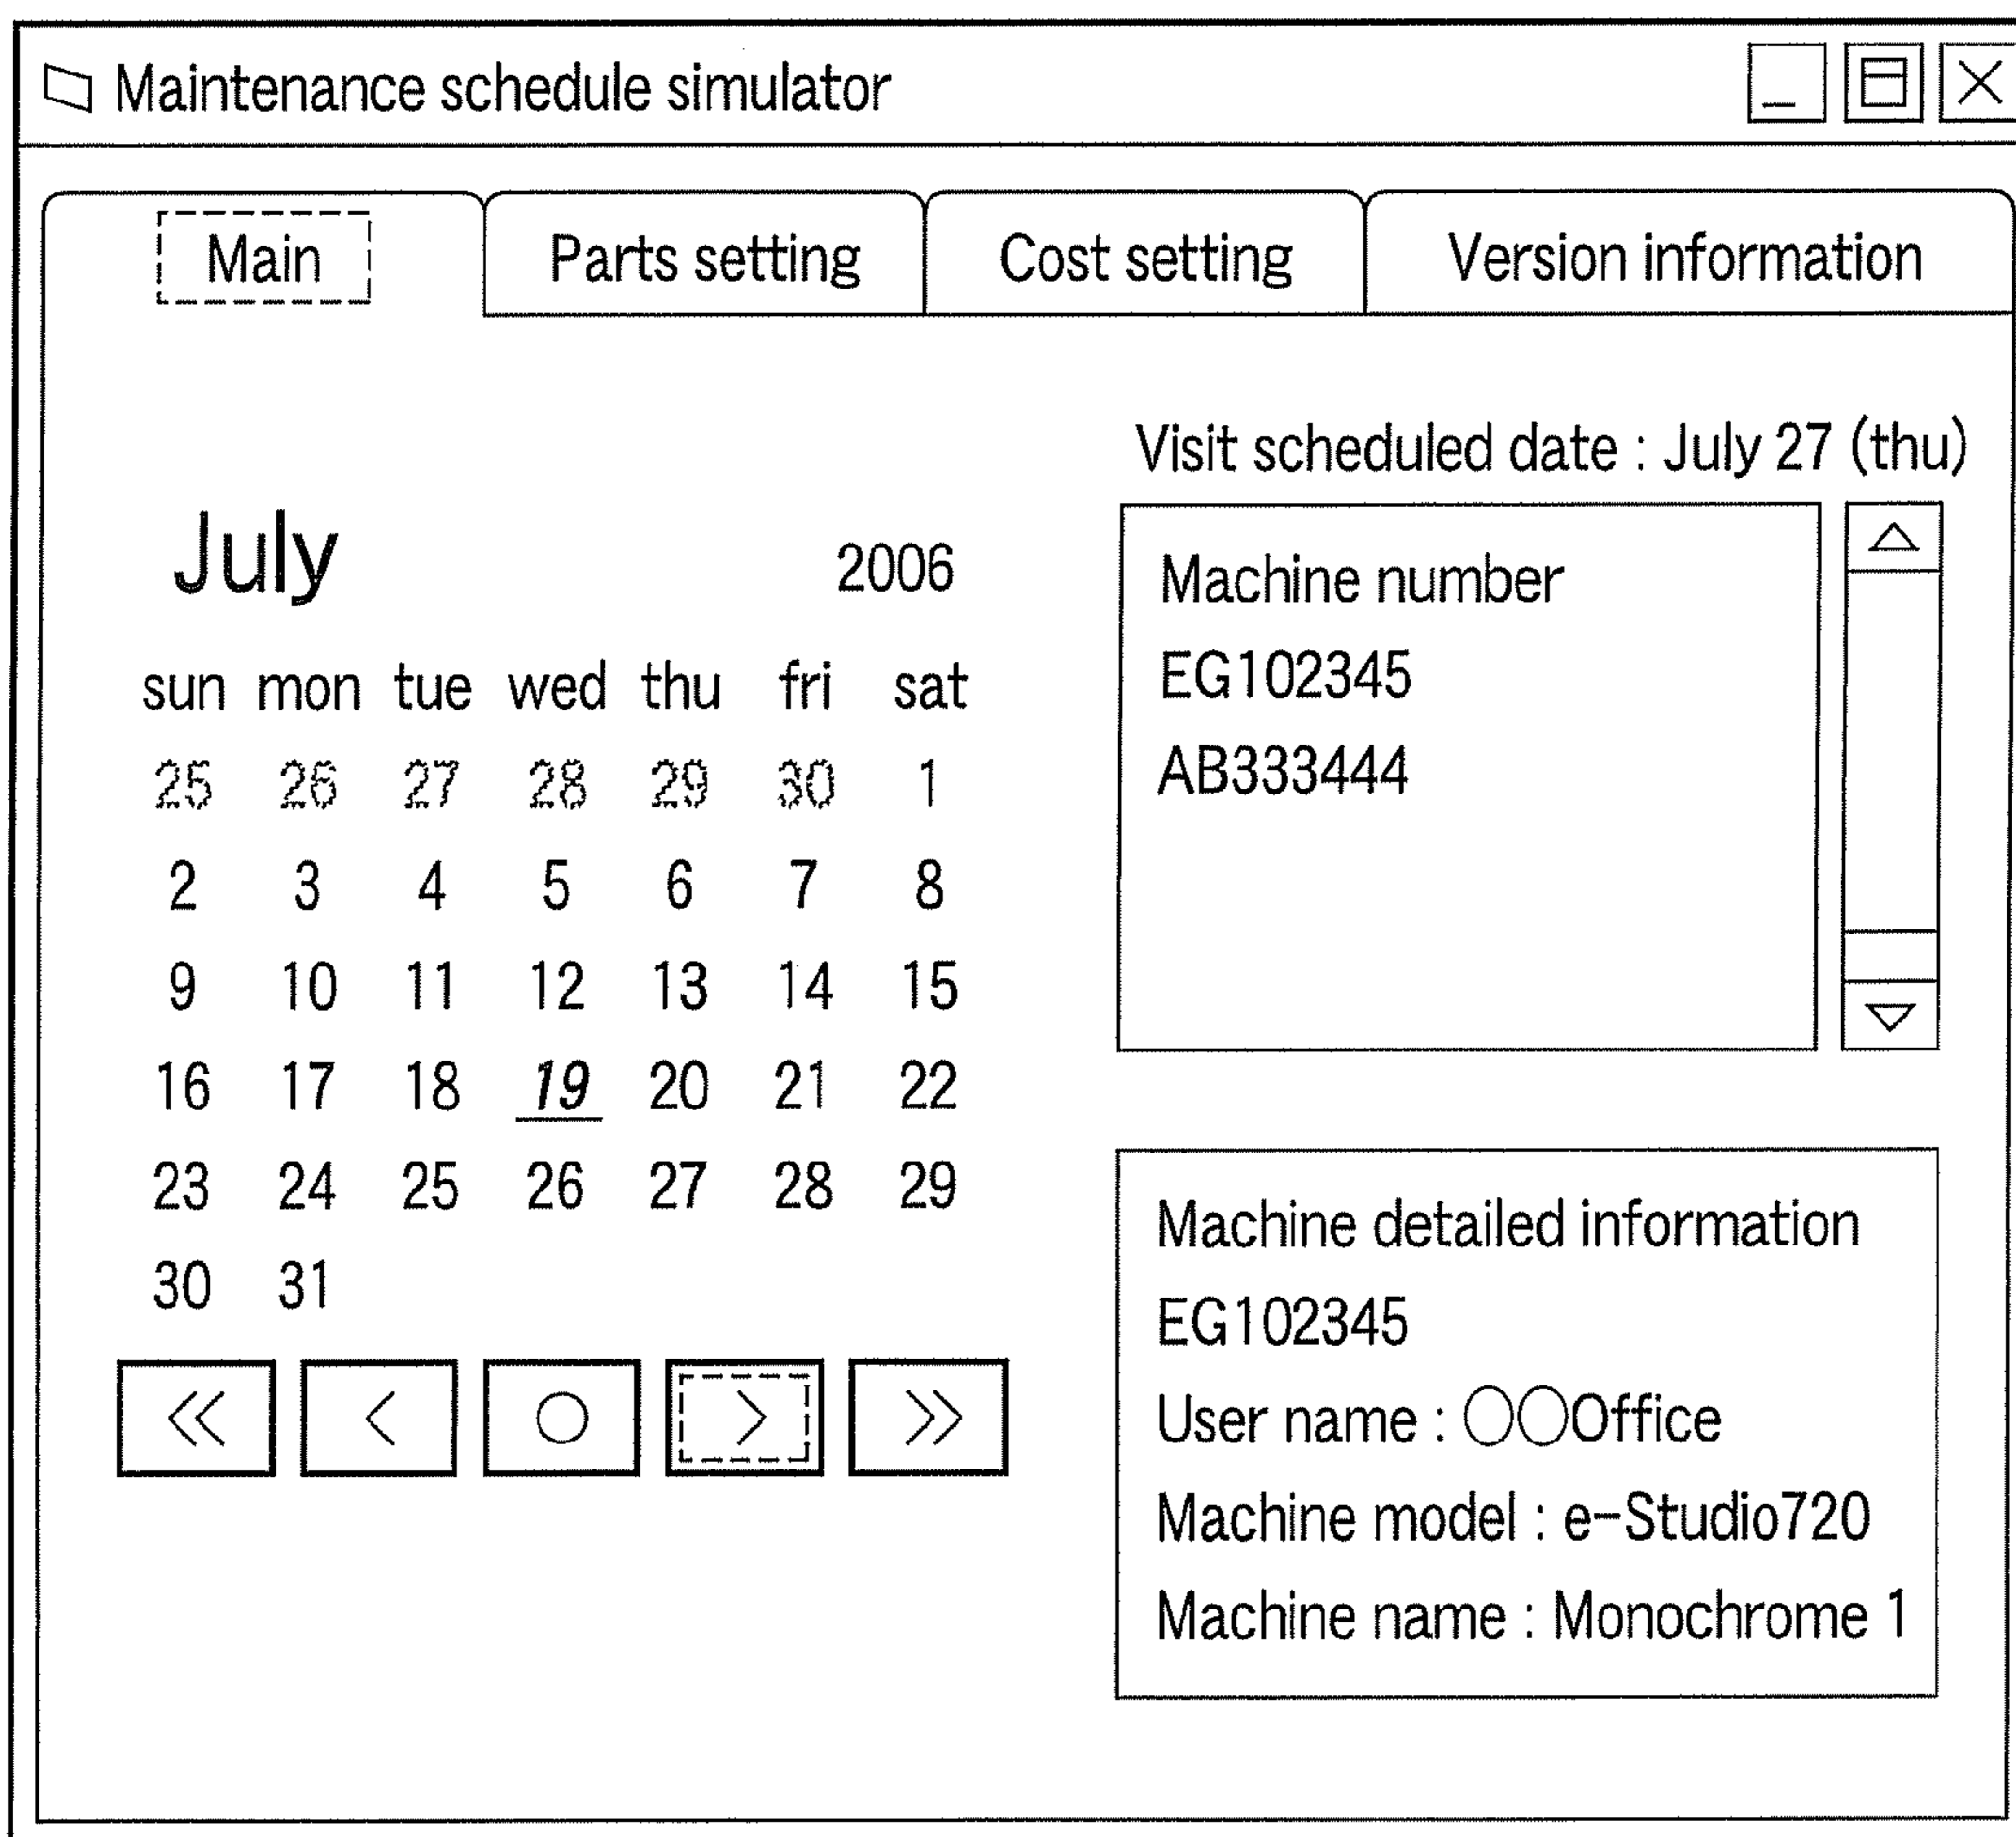 Maintenance schedule simulator
Main Parts setting Cost setting Version information
July 2006
sun mon tue wed thu fri sat
25 26 27 28 29 30 1
2 3 4 5 6 7 8
9 10 11 12 13 14 15
16 17 18 19 20 21 22
23 24 25 26 27 28 29
30 31
<< < ○ > >>
Visit scheduled date : July 27 (thu)
Machine number
EG102345
AB333444
Machine detailed information
EG102345
User name : ○○Office
Machine model : e-Studio720
Machine name : Monochrome 1